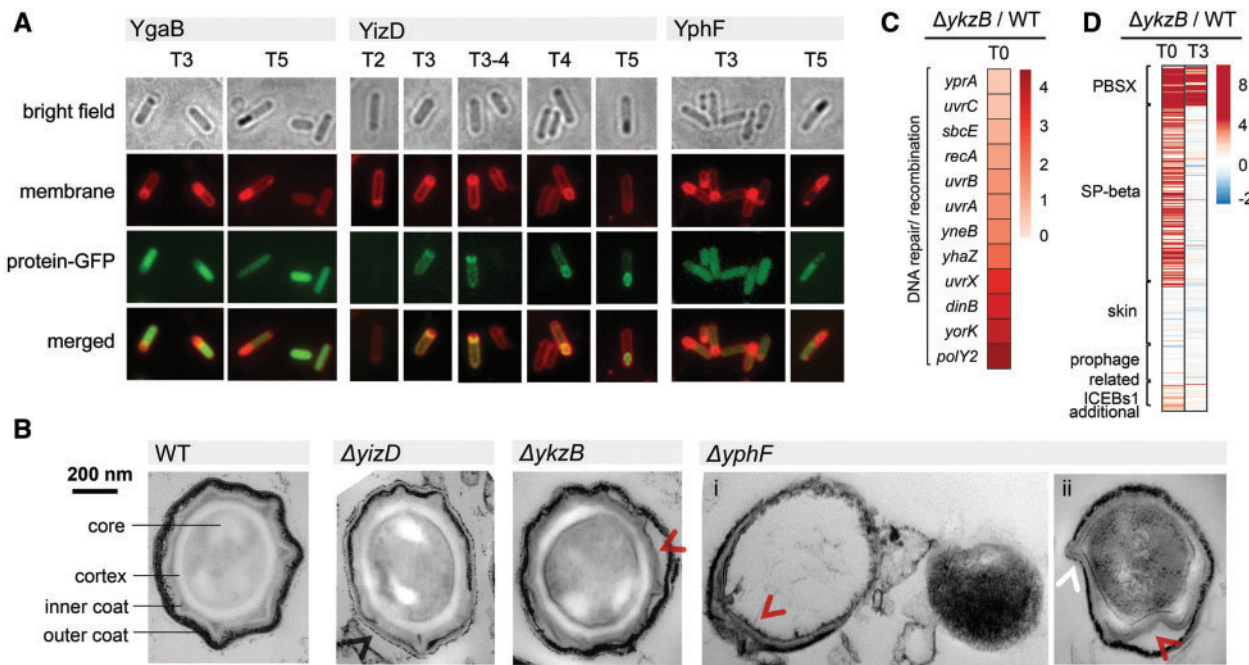 A
YgaB YizD YphF
T3 T5 T2 T3 T3-4 T4 T5 T3 T5
bright field
membrane
protein-GFP
merged
C
ΔykzB / WT
T0
DNA repair/ recombination
yprA
uvrC
sbcE
recA
uvrB
uvrA
yneB
yhaZ
uvrX
dinB
yorK
polY2
4
3
2
1
0
D
ΔykzB / WT
T0 T3
PBSX
SP-beta
skin
prophage
related
ICEBs1
additional
8
6
4
2
0
-2
B
WT ΔyizD ΔykzB ΔyphF
200 nm
core
cortex
inner coat
outer coat
i
ii